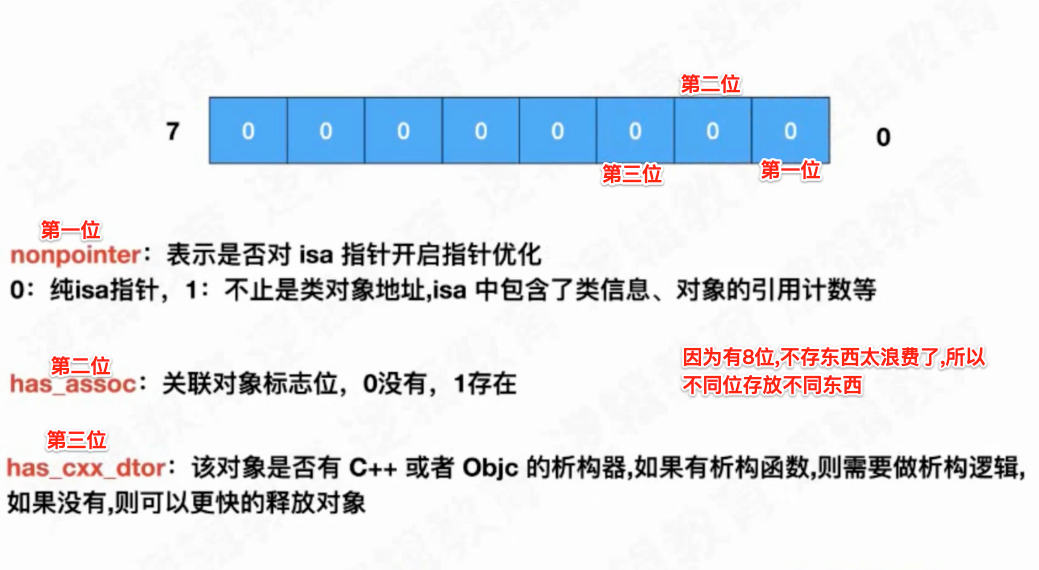 第二位
7 0 0 0 0 0 0 0 0 0
第三位 第一位
第一位
nonpointer：表示是否对 isa 指针开启指针优化
0：纯isa指针，1：不止是类对象地址,isa 中包含了类信息、对象的引用计数等
第二位
has_assoc：关联对象标志位，0没有，1存在
因为有8位,不存东西太浪费了,所以
不同位存放不同东西
第三位
has_cxx_dtor：该对象是否有 C++ 或者 Objc 的析构器,如果有析构函数,则需要做析构逻辑,
如果没有,则可以更快的释放对象